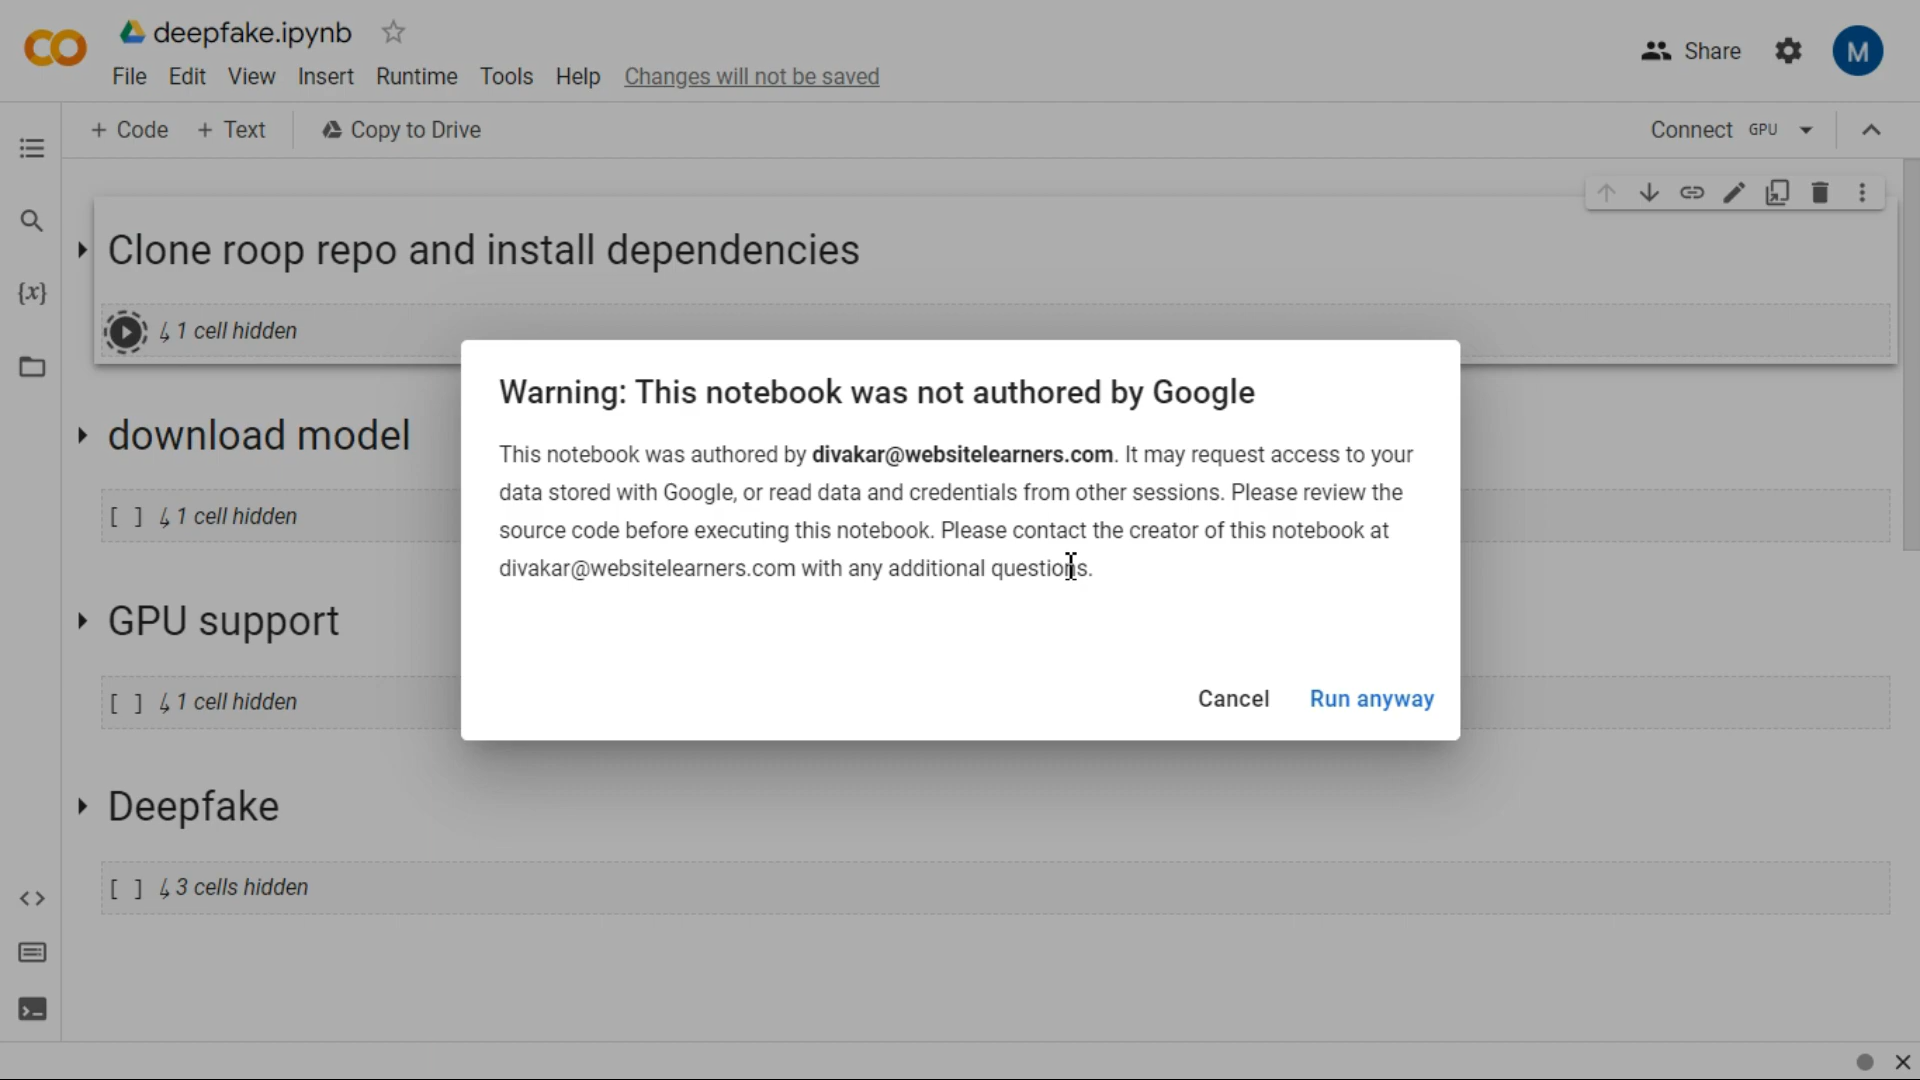 deepfake.ipynb
File Edit View Insert Runtime Tools Help Changes will not be saved
Share
M
+ Code + Text Copy to Drive
Connect GPU
{x}
Clone roop repo and install dependencies
1 cell hidden
download model
[ ] 1 cell hidden
GPU support
[ ] 1 cell hidden
Deepfake
[ ] 3 cells hidden
Warning: This notebook was not authored by Google
This notebook was authored by divakar@websitelearners.com. It may request access to your
data stored with Google, or read data and credentials from other sessions. Please review the
source code before executing this notebook. Please contact the creator of this notebook at
divakar@websitelearners.com with any additional questions.
Cancel Run anyway